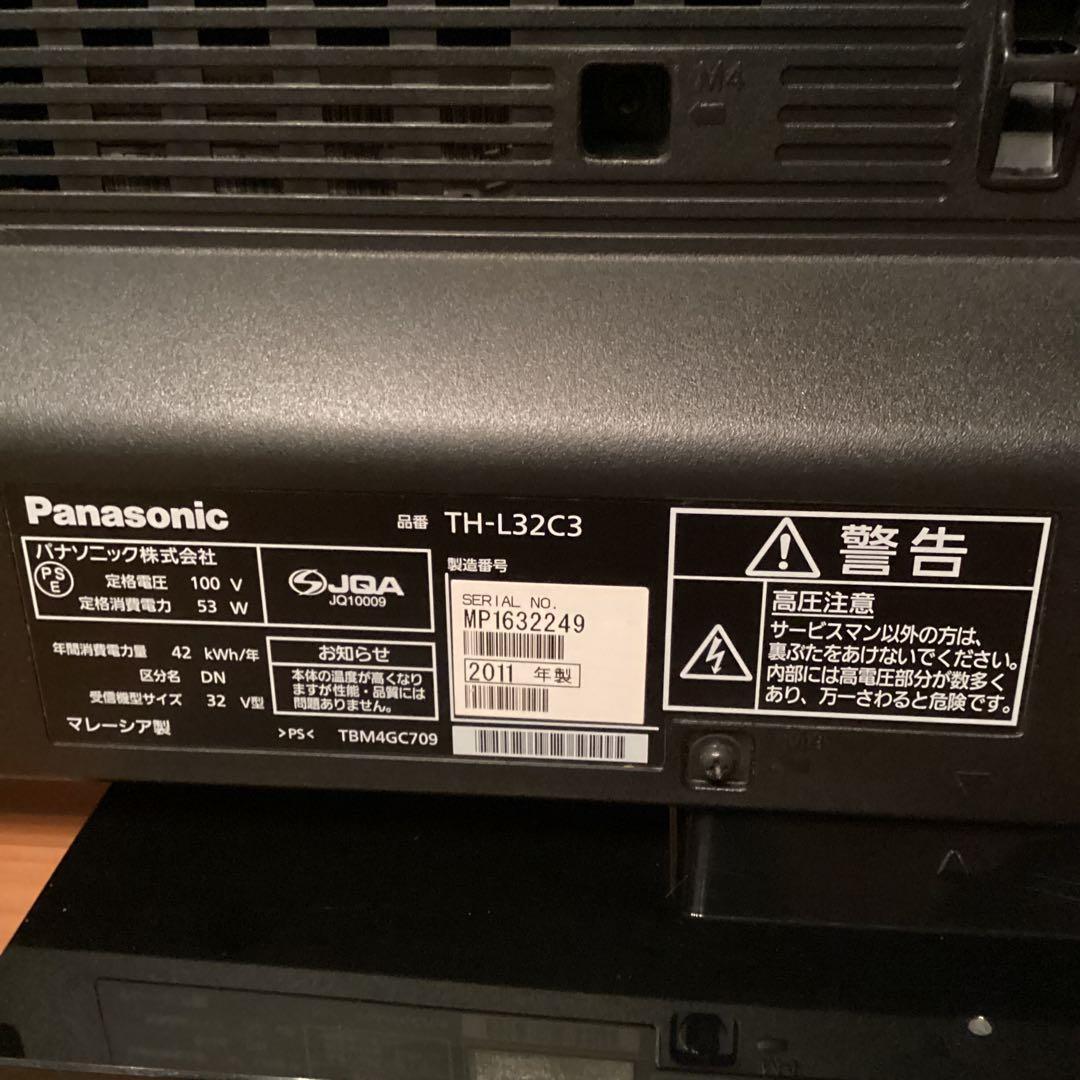 M4
Panasonic
品番 TH-L32C3
パナソニック株式会社
PSE
定格電圧 100 V
定格消費電力 53 W
JQA
JQ10009
年間消費電力量 42 kWh/年
区分名 DN
受信機型サイズ 32 V型
マレーシア製
お知らせ
本体の温度が高くなり
ますが性能・品質には
問題ありません。
>PS< TBM4GC709
製造番号
SERIAL NO.
MP1632249
2011 年製
警告
高圧注意
サービスマン以外の方は、
裏ぶたをあけないでください。
内部には高電圧部分が数多く
あり、万一さわると危険です。